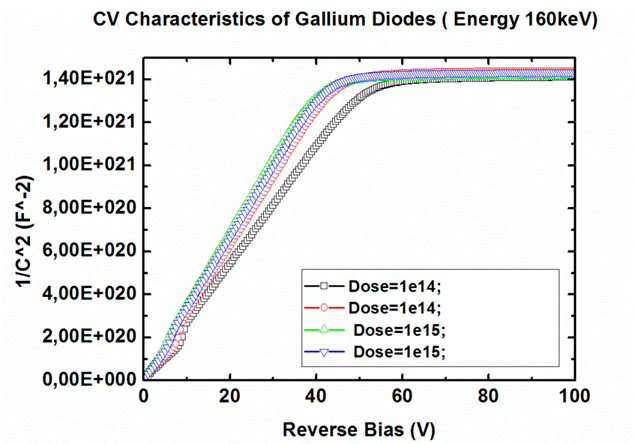 CV Characteristics of Gallium Diodes ( Energy 160keV)
1/C^2 (F^-2)
1,40E+021
1,20E+021
1,00E+021
8,00E+020
6,00E+020
4,00E+020
2,00E+020
0,00E+000
Dose=1e14;
Dose=1e14;
Dose=1e15;
Dose=1e15;
0 20 40 60 80 100
Reverse Bias (V)